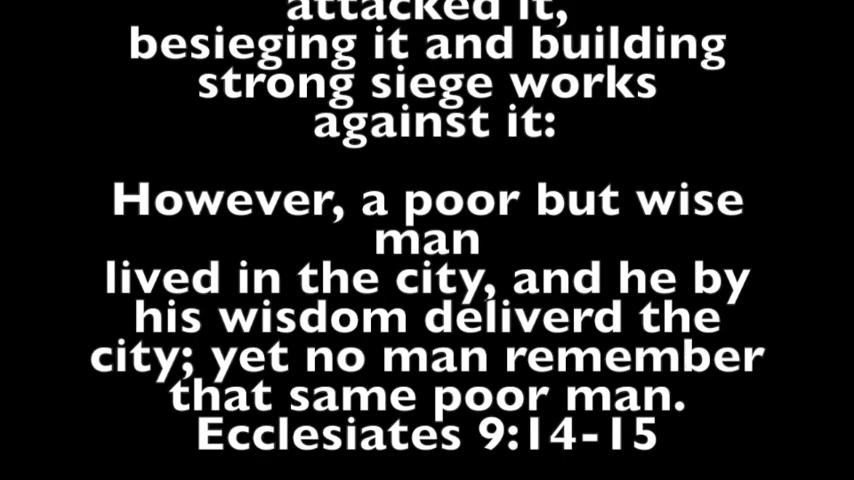 attacked it,
besieging it and building
strong siege works
against it:
However, a poor but wise
man
lived in the city, and he by
his wisdom deliverd the
city; yet no man remember
that same poor man.
Ecclesiates 9:14-15